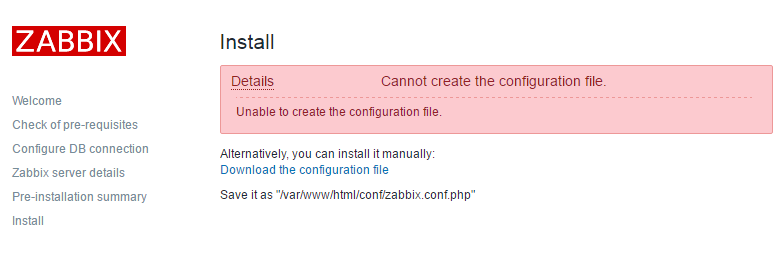 ZABBIX
Install
Details Cannot create the configuration file.
Unable to create the configuration file.
Welcome
Check of pre-requisites
Configure DB connection
Zabbix server details
Pre-installation summary
Install
Alternatively, you can install it manually:
Download the configuration file
Save it as "/var/www/html/conf/zabbix.conf.php"